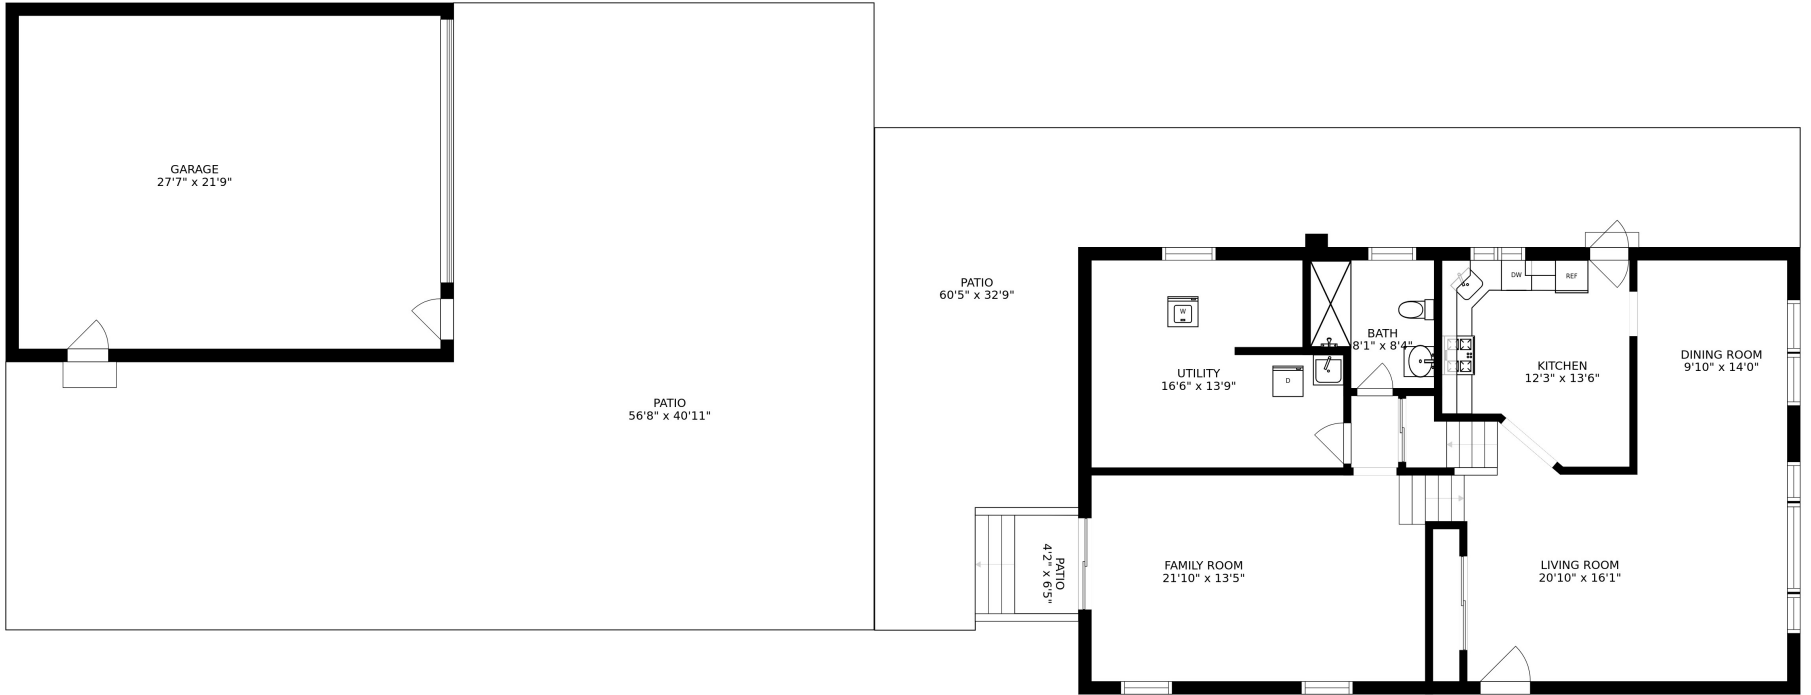 GARAGE
27'7" x 21'9"
PATIO
56'8" x 40'11"
PATIO
60'5" x 32'9"
PATIO
4'2" x 6'5"
W
UTILITY
16'6" x 13'9"
D
BATH
8'1" x 8'4"
DW
REF
KITCHEN
12'3" x 13'6"
DINING ROOM
9'10" x 14'0"
FAMILY ROOM
21'10" x 13'5"
LIVING ROOM
20'10" x 16'1"